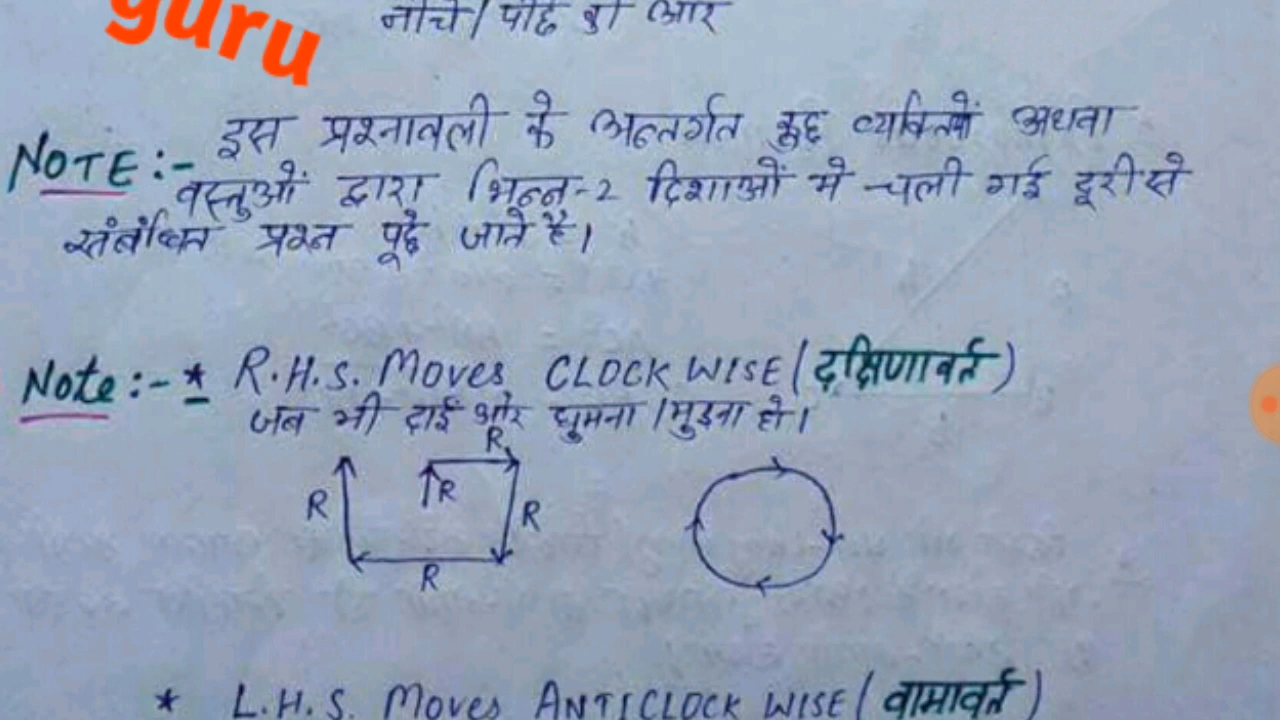 guru
नीचे/पीछे की ओर
NOTE:- इस प्रश्नावली के अन्तर्गत कुछ व्यक्तियों अथवा
वस्तुओं द्वारा भिन्न-2 दिशाओं मे चली गई दूरी से
संबंधित प्रश्न पूछे जाते है।
Note:- * R.H.S. Moves CLOCK WISE (दक्षिणावर्त)
जब भी दाईं ओर घुमना/मुड़ना हो।
R
R R R
R
* L.H.S. Moves ANTICLOCK WISE (वामावर्त)